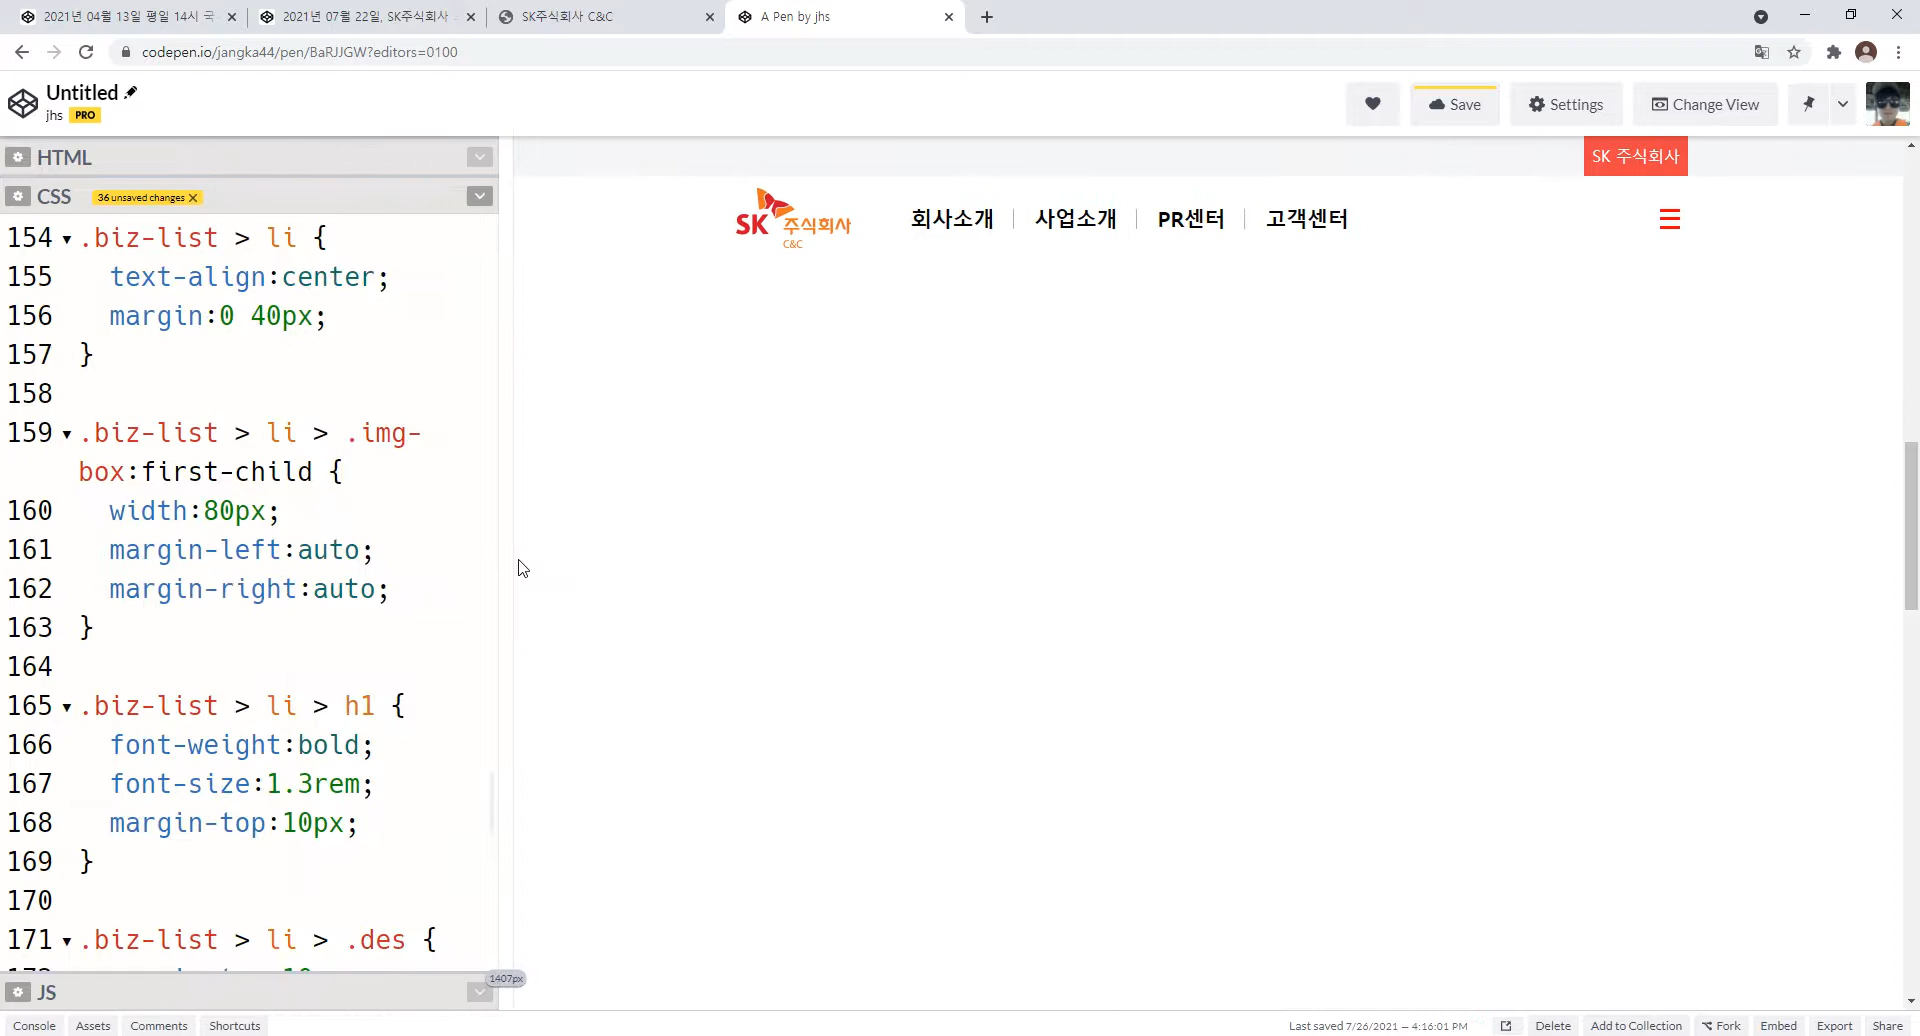 2021년 04월 13일 평일 14시 국
2021년 07월 22일, SK주식회사
SK주식회사 C&C
A Pen by jhs
codepen.io/jangka44/pen/BaRJJGW?editors=0100
Untitled
jhs PRO
Save
Settings
Change View
HTML
CSS
36 unsaved changes
154 .biz-list > li {
155 text-align:center;
156 margin:0 40px;
157 }
158
159 .biz-list > li > .img-
box:first-child {
160 width:80px;
161 margin-left:auto;
162 margin-right:auto;
163 }
164
165 .biz-list > li > h1 {
166 font-weight:bold;
167 font-size:1.3rem;
168 margin-top:10px;
169 }
170
171 .biz-list > li > .des {
JS
1407px
SK 주식회사
SK 주식회사
C&C
회사소개 사업소개 PR센터 고객센터
Console Assets Comments Shortcuts
Last saved 7/26/2021 — 4:16:01 PM
Delete Add to Collection Fork Embed Export Share